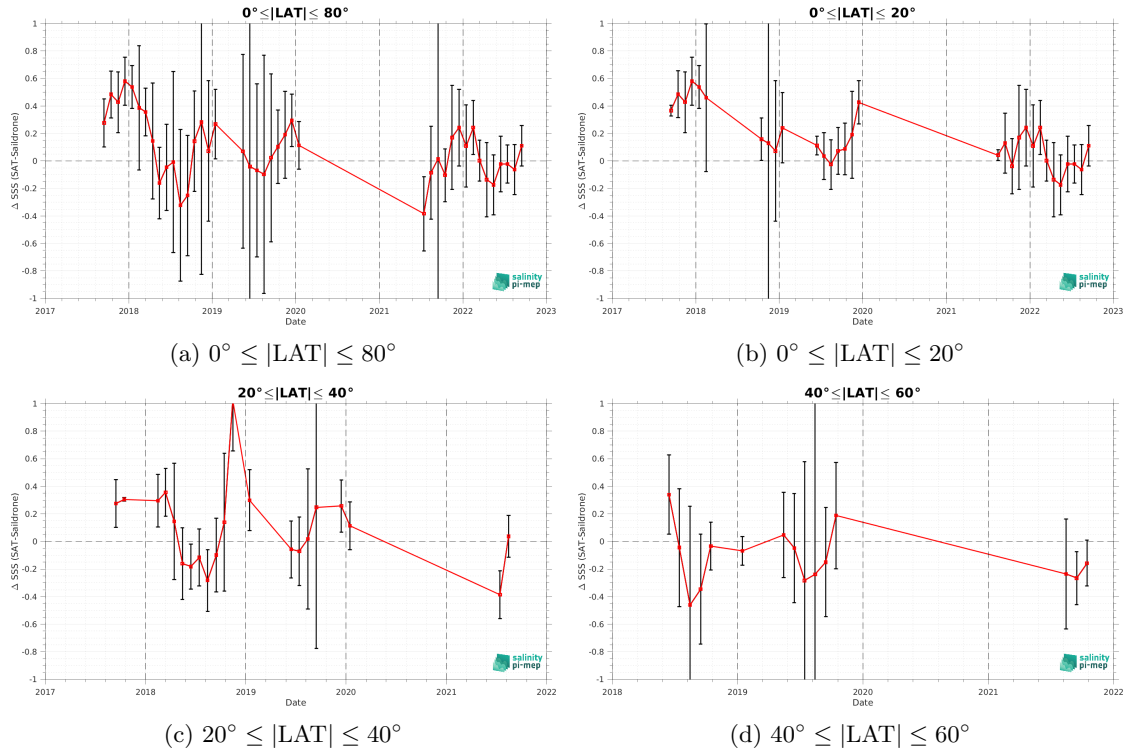 0°≤|LAT|≤ 80°
1
0.8
0.6
0.4
0.2
0
-0.2
-0.4
-0.6
-0.8
-1
Δ SSS (SAT-Saildrone)
2017
2018
2019
2020
2021
2022
2023
Date
salinity
pi-mep
(a) 0° ≤ |LAT| ≤ 80°
0°≤|LAT|≤ 20°
1
0.8
0.6
0.4
0.2
0
-0.2
-0.4
-0.6
-0.8
-1
Δ SSS (SAT-Saildrone)
2017
2018
2019
2020
2021
2022
2023
Date
salinity
pi-mep
(b) 0° ≤ |LAT| ≤ 20°
20°≤|LAT|≤ 40°
1
0.8
0.6
0.4
0.2
0
-0.2
-0.4
-0.6
-0.8
-1
Δ SSS (SAT-Saildrone)
2017
2018
2019
2020
2021
2022
Date
salinity
pi-mep
(c) 20° ≤ |LAT| ≤ 40°
40°≤|LAT|≤ 60°
1
0.8
0.6
0.4
0.2
0
-0.2
-0.4
-0.6
-0.8
-1
Δ SSS (SAT-Saildrone)
2018
2019
2020
2021
2022
Date
salinity
pi-mep
(d) 40° ≤ |LAT| ≤ 60°